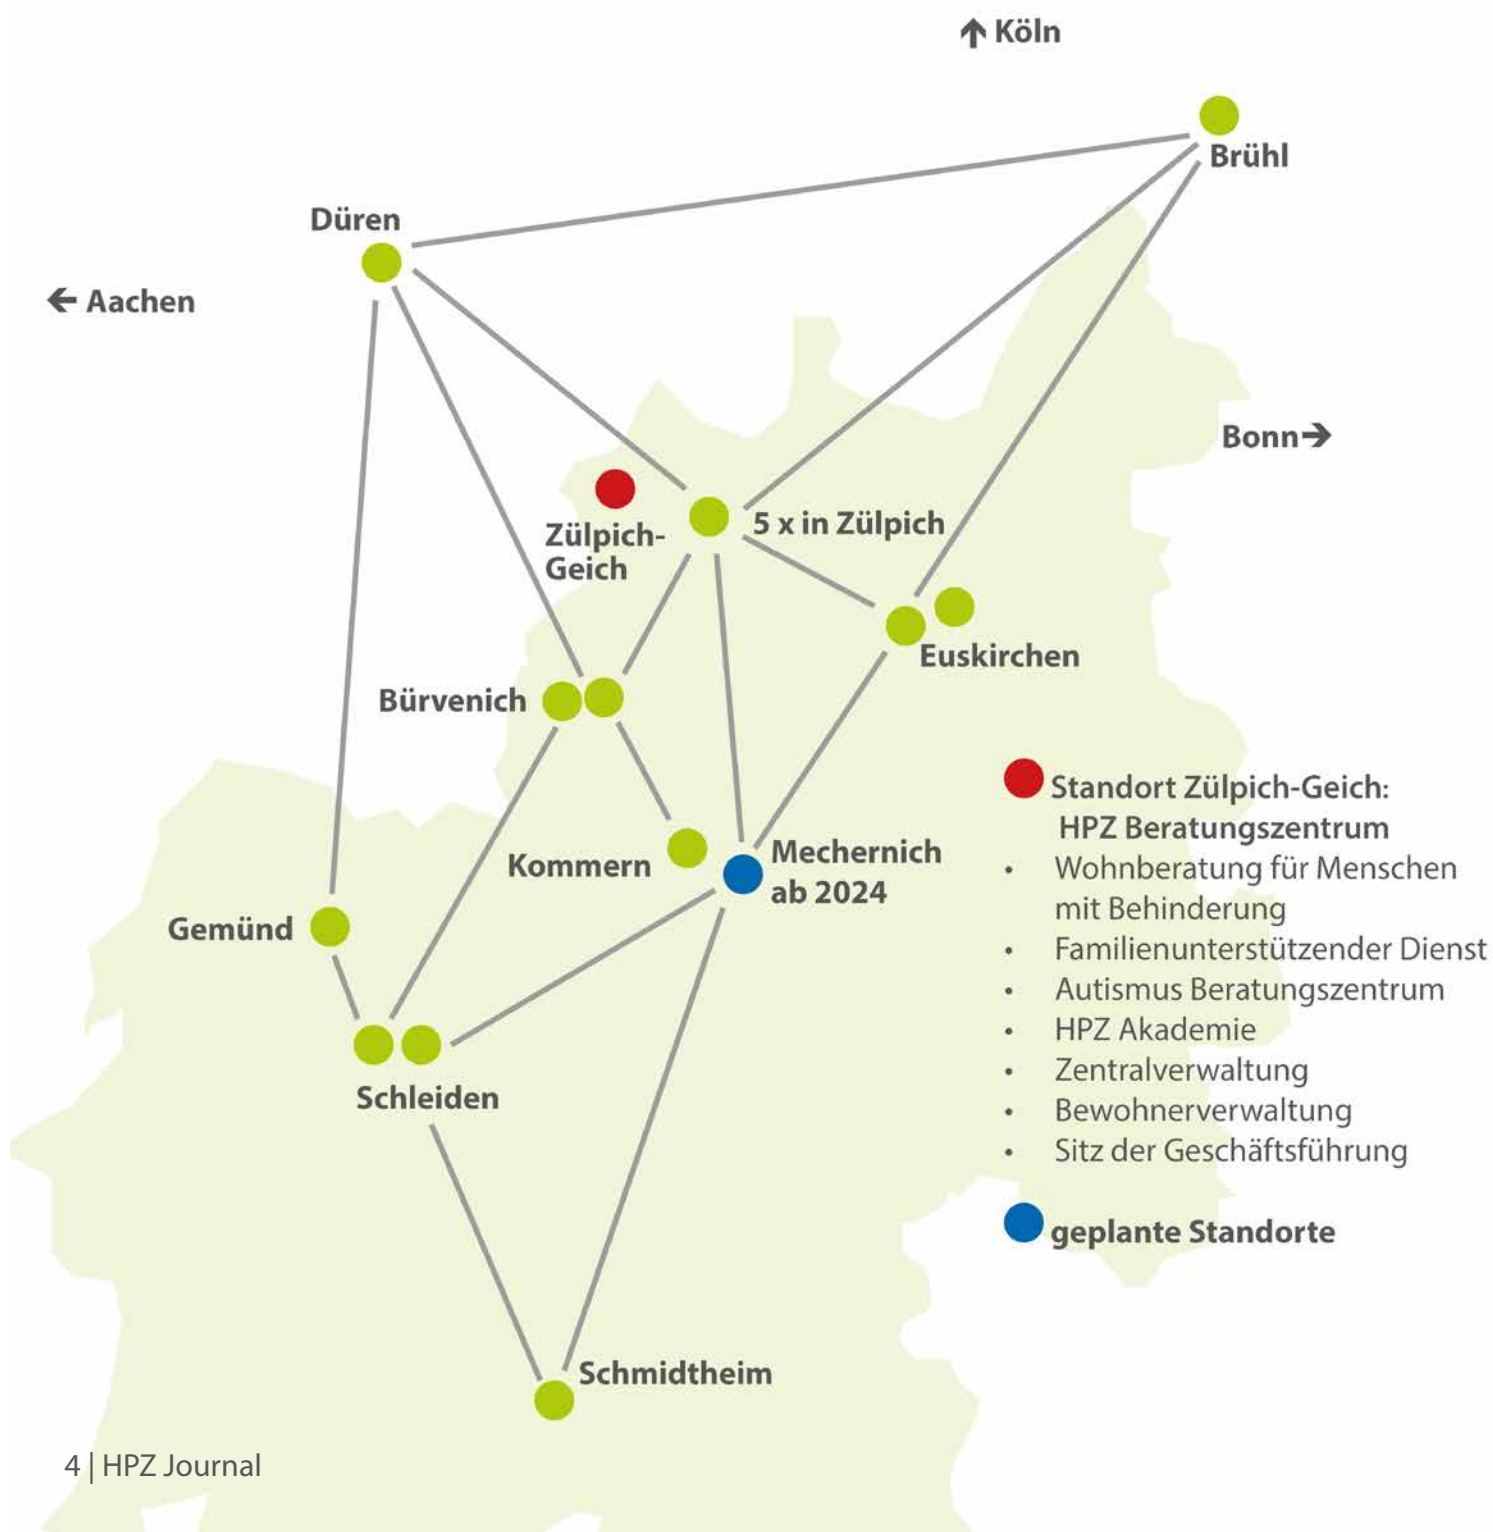 ↑ Köln
Brühl
Düren
← Aachen
Bonn→
5 x in Zülpich
Zülpich-
Geich
Euskirchen
Bürvenich
Kommern
Mechernich
ab 2024
Gemünd
Schleiden
Schmidtheim
Standort Zülpich-Geich:
HPZ Beratungszentrum
• Wohnberatung für Menschen
mit Behinderung
• Familienunterstützender Dienst
• Autismus Beratungszentrum
• HPZ Akademie
• Zentralverwaltung
• Bewohnerverwaltung
• Sitz der Geschäftsführung
geplante Standorte
4 | HPZ Journal